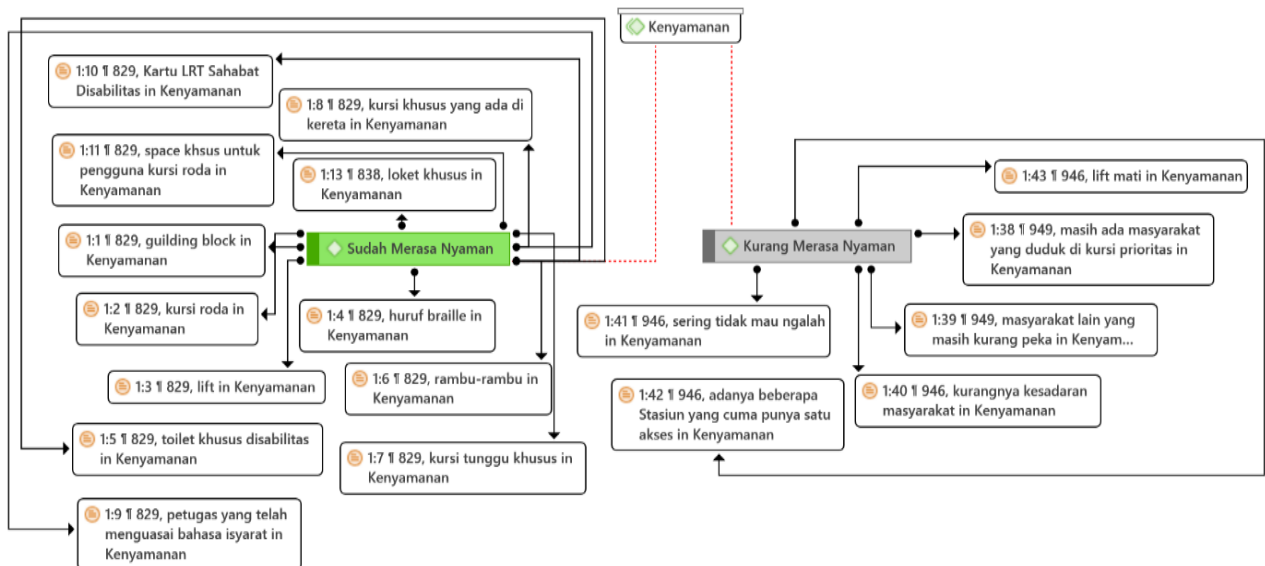 Kenyamanan
1:10 ¶ 829, Kartu LRT Sahabat
Disabilitas in Kenyamanan
1:8 ¶ 829, kursi khusus yang ada di
kereta in Kenyamanan
1:11 ¶ 829, space khsus untuk
pengguna kursi roda in
Kenyamanan
1:13 ¶ 838, loket khusus in
Kenyamanan
1:1 ¶ 829, guilding block in
Kenyamanan
Sudah Merasa Nyaman
1:2 ¶ 829, kursi roda in
Kenyamanan
1:4 ¶ 829, huruf braille in
Kenyamanan
1:3 ¶ 829, lift in Kenyamanan
1:6 ¶ 829, rambu-rambu in
Kenyamanan
1:5 ¶ 829, toilet khusus disabilitas
in Kenyamanan
1:7 ¶ 829, kursi tunggu khusus in
Kenyamanan
1:9 ¶ 829, petugas yang telah
menguasai bahasa isyarat in
Kenyamanan
1:43 ¶ 946, lift mati in Kenyamanan
Kurang Merasa Nyaman
1:38 ¶ 949, masih ada masyarakat
yang duduk di kursi prioritas in
Kenyamanan
1:41 ¶ 946, sering tidak mau ngalah
in Kenyamanan
1:39 ¶ 949, masyarakat lain yang
masih kurang peka in Kenyam...
1:42 ¶ 946, adanya beberapa
Stasiun yang cuma punya satu
akses in Kenyamanan
1:40 ¶ 946, kurangnya kesadaran
masyarakat in Kenyamanan